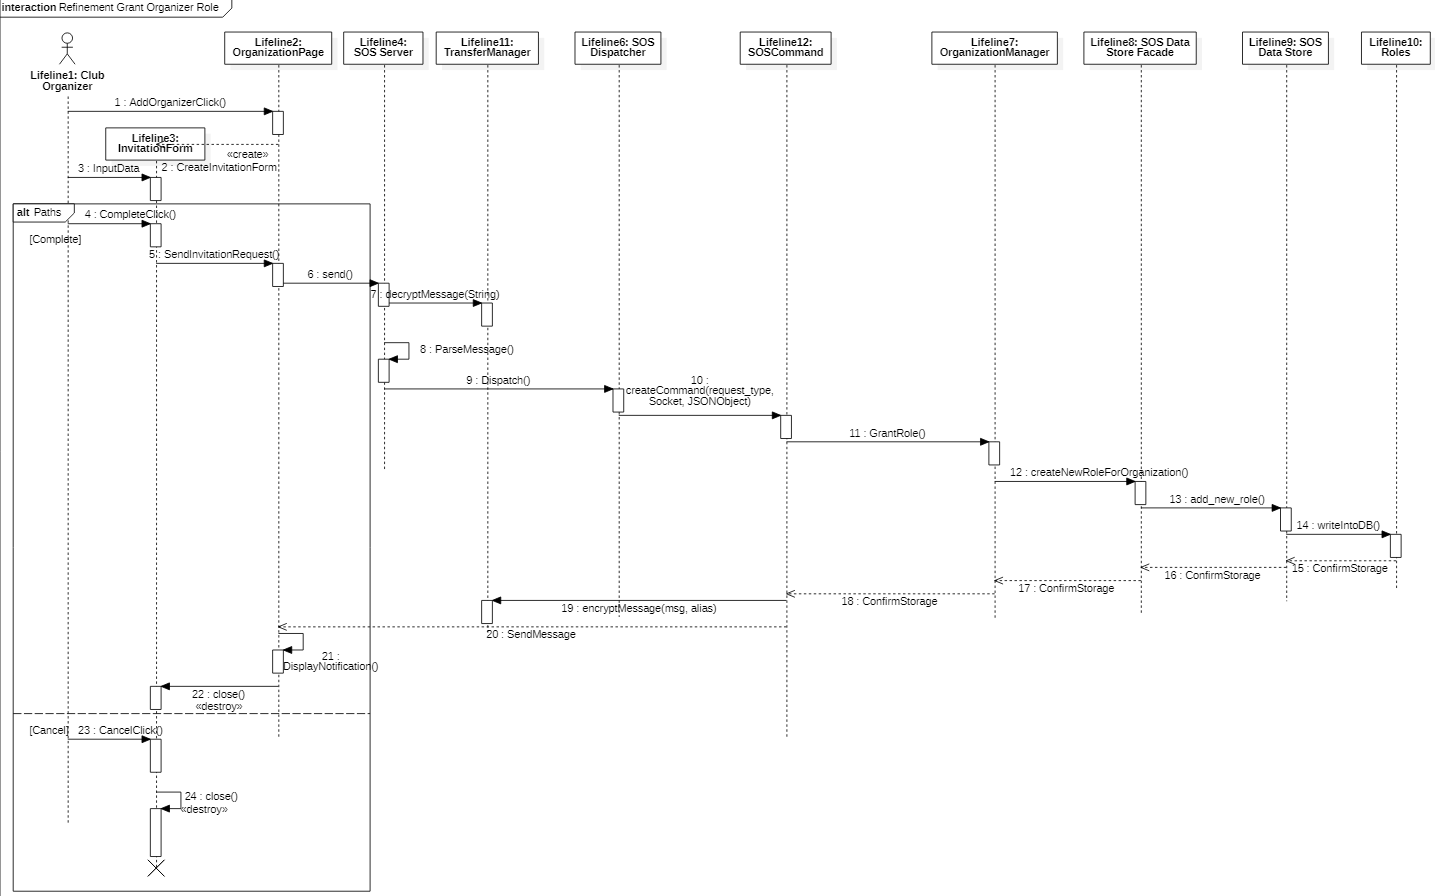 interaction Refinement Grant Organizer Role
Lifeline1: Club
Organizer
Lifeline2:
OrganizationPage
Lifeline4:
SOS Server
Lifeline11:
TransferManager
Lifeline6: SOS
Dispatcher
Lifeline12:
SOSCommand
Lifeline7:
OrganizationManager
Lifeline8: SOS Data
Store Facade
Lifeline9: SOS
Data Store
Lifeline10:
Roles
1 : AddOrganizerClick()
Lifeline3:
InvitationForm
«create»
2 : CreateInvitationForm
3 : InputData
alt Paths
4 : CompleteClick()
[Complete]
5 : SendInvitationRequest()
6 : send()
7 : decryptMessage(String)
8 : ParseMessage()
9 : Dispatch()
10 :
createCommand(request_type,
Socket, JSONObject)
11 : GrantRole()
12 : createNewRoleForOrganization()
13 : add_new_role()
14 : writeIntoDB()
15 : ConfirmStorage
16 : ConfirmStorage
17 : ConfirmStorage
18 : ConfirmStorage
19 : encryptMessage(msg, alias)
20 : SendMessage
21 :
DisplayNotification()
22 : close()
«destroy»
[Cancel]
23 : CancelClick()
24 : close()
«destroy»